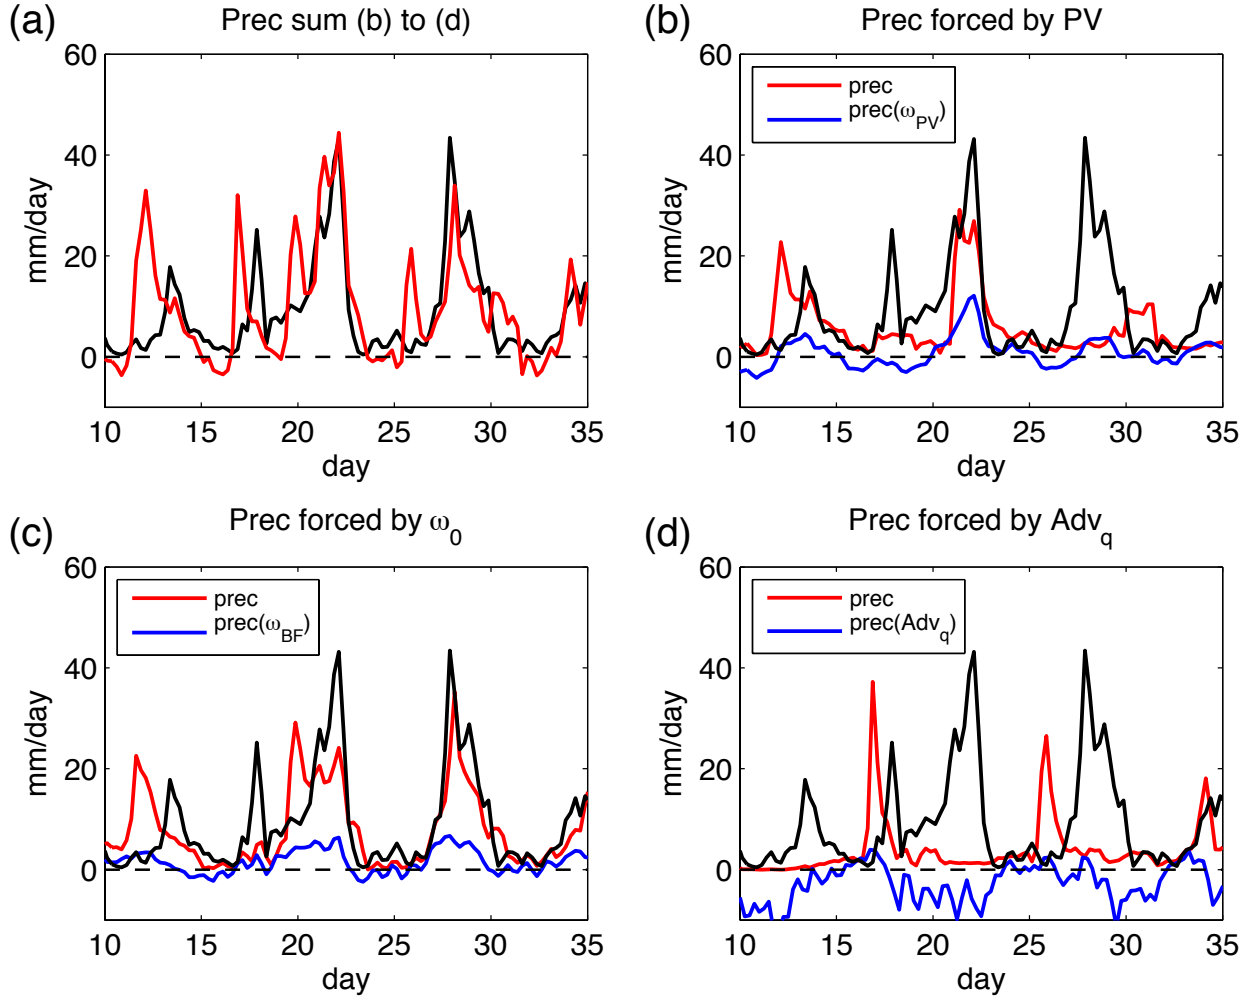 (a)
Prec sum (b) to (d)
60
40
20
0
mm/day
10 15 20 25 30 35
day
(b)
Prec forced by PV
prec
prec(ω_PV)
60
40
20
0
mm/day
10 15 20 25 30 35
day
(c)
Prec forced by ω_0
prec
prec(ω_BF)
60
40
20
0
mm/day
10 15 20 25 30 35
day
(d)
Prec forced by Adv_q
prec
prec(Adv_q)
60
40
20
0
mm/day
10 15 20 25 30 35
day